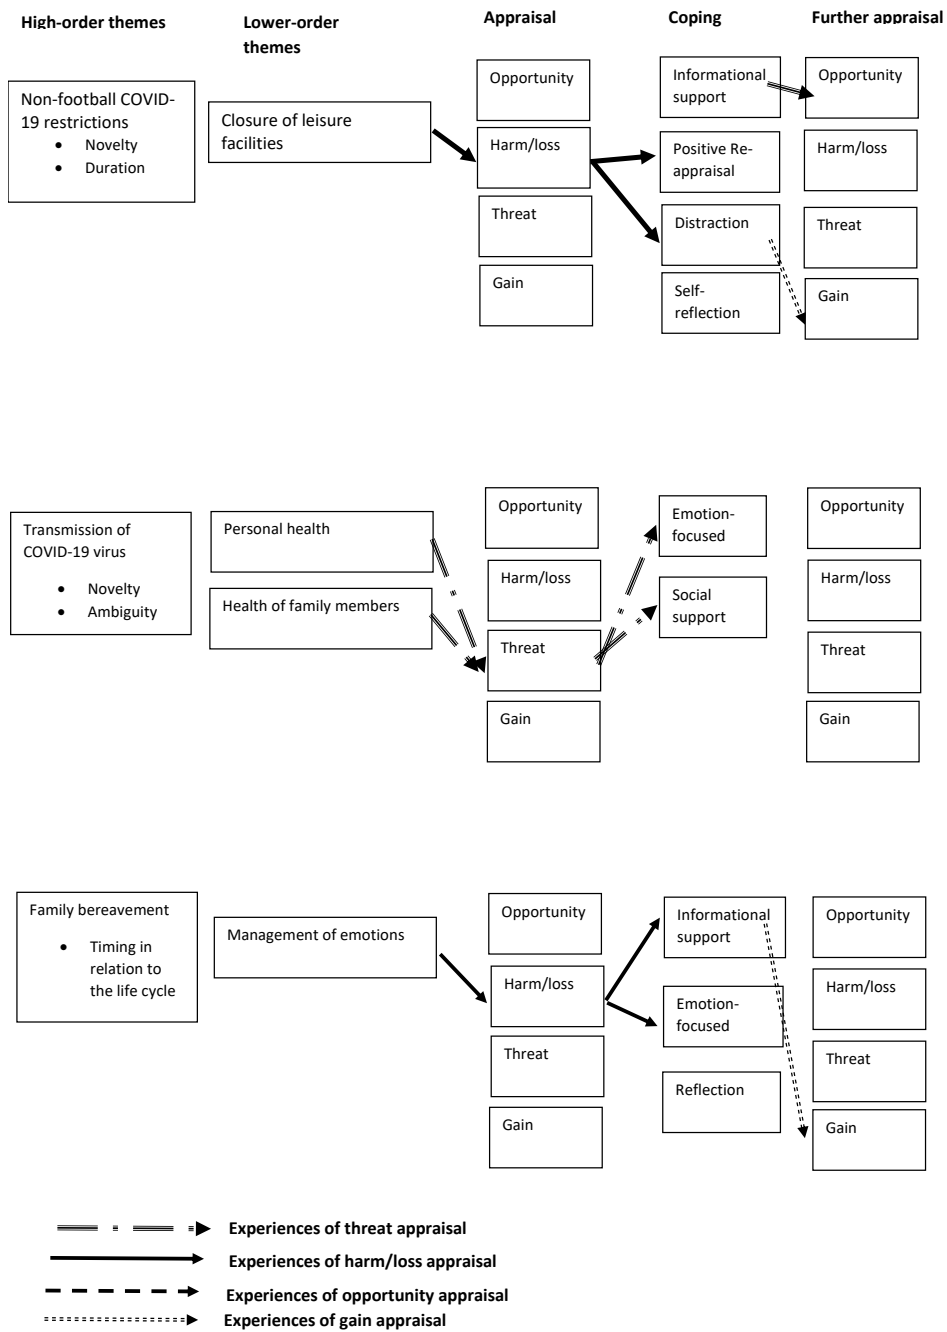 High-order themes
Lower-order
themes
Appraisal
Coping
Further appraisal
Non-football COVID-
19 restrictions
• Novelty
• Duration
Closure of leisure
facilities
Opportunity
Harm/loss
Threat
Gain
Informational
support
Positive Re-
appraisal
Distraction
Self-
reflection
Opportunity
Harm/loss
Threat
Gain
Transmission of
COVID-19 virus
• Novelty
• Ambiguity
Personal health
Health of family members
Opportunity
Harm/loss
Threat
Gain
Emotion-
focused
Social
support
Opportunity
Harm/loss
Threat
Gain
Family bereavement
• Timing in
relation to
the life cycle
Management of emotions
Opportunity
Harm/loss
Threat
Gain
Informational
support
Emotion-
focused
Reflection
Opportunity
Harm/loss
Threat
Gain
Experiences of threat appraisal
Experiences of harm/loss appraisal
Experiences of opportunity appraisal
Experiences of gain appraisal